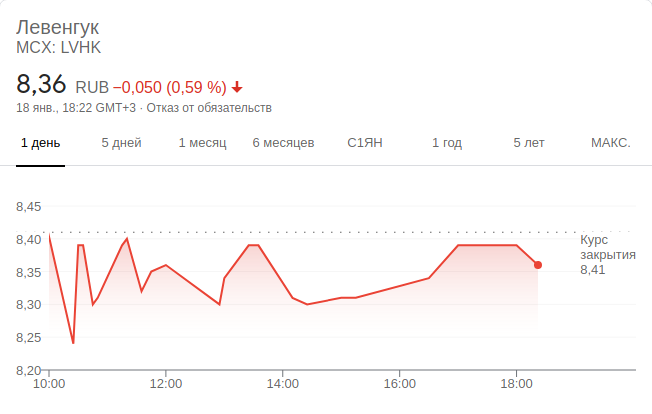 Левенгук
MCX: LVHK
8,36 RUB −0,050 (0,59 %)
18 янв., 18:22 GMT+3 · Отказ от обязательств
1 день 5 дней 1 месяц 6 месяцев С1ЯН 1 год 5 лет МАКС.
8,45
8,40
8,35
8,30
8,25
8,20
Курс
закрытия
8,41
10:00 12:00 14:00 16:00 18:00